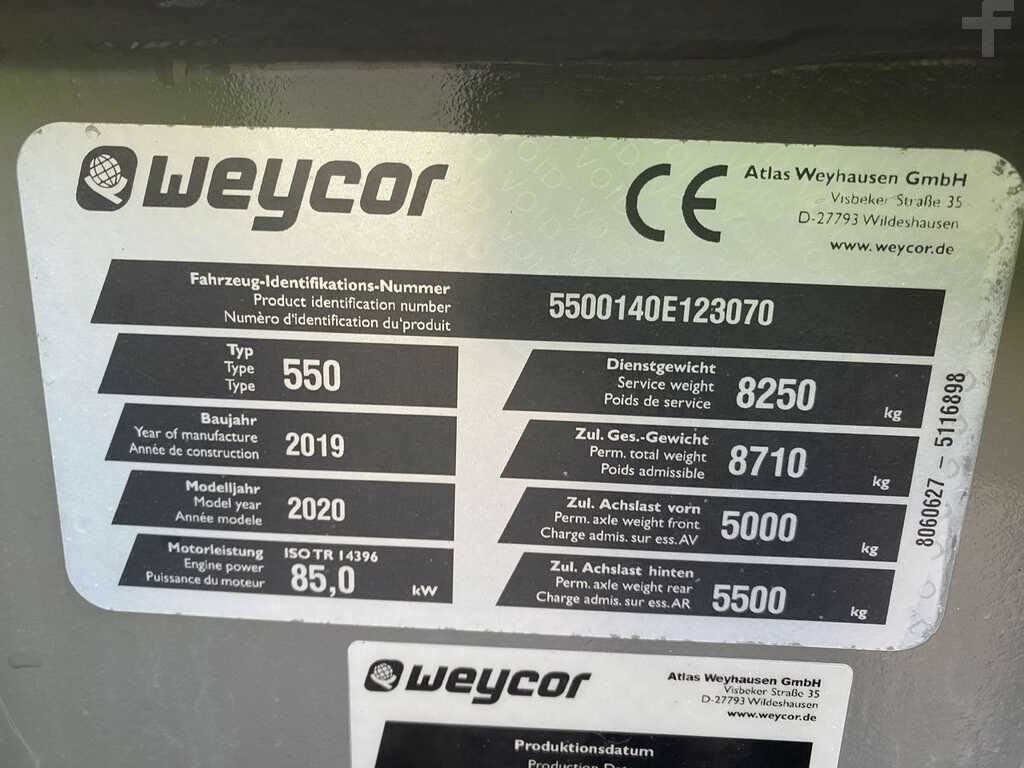 weycor
CE
Atlas Weyhausen GmbH
Visbeker Straße 35
D-27793 Wildeshausen
www.weycor.de
Fahrzeug-Identifikations-Nummer
Product identification number
Numèro d'identification du'produit
5500140E123070
Typ
Type
Type
550
Baujahr
Year of manufacture
Année de construction
2019
Modelljahr
Model year
Année modele
2020
Motorleistung
Engine power
Puissance du moteur
ISO TR 14396
85,0
kW
Dienstgewicht
Service weight
Poids de service
8250
kg
Zul. Ges.-Gewicht
Perm. total weight
Poids admissible
8710
kg
Zul. Achslast vorn
Perm. axle weight front
Charge admis. sur ess. AV
5000
kg
Zul. Achslast hinten
Perm. axle weight rear
Charge admis. sur ess. AR
5500
kg
8060627 - 5116898
weycor
Atlas Weyhausen GmbH
Visbeker Straße 35
D-27793 Wildeshausen
www.weycor.de
Produktionsdatum
Production
f